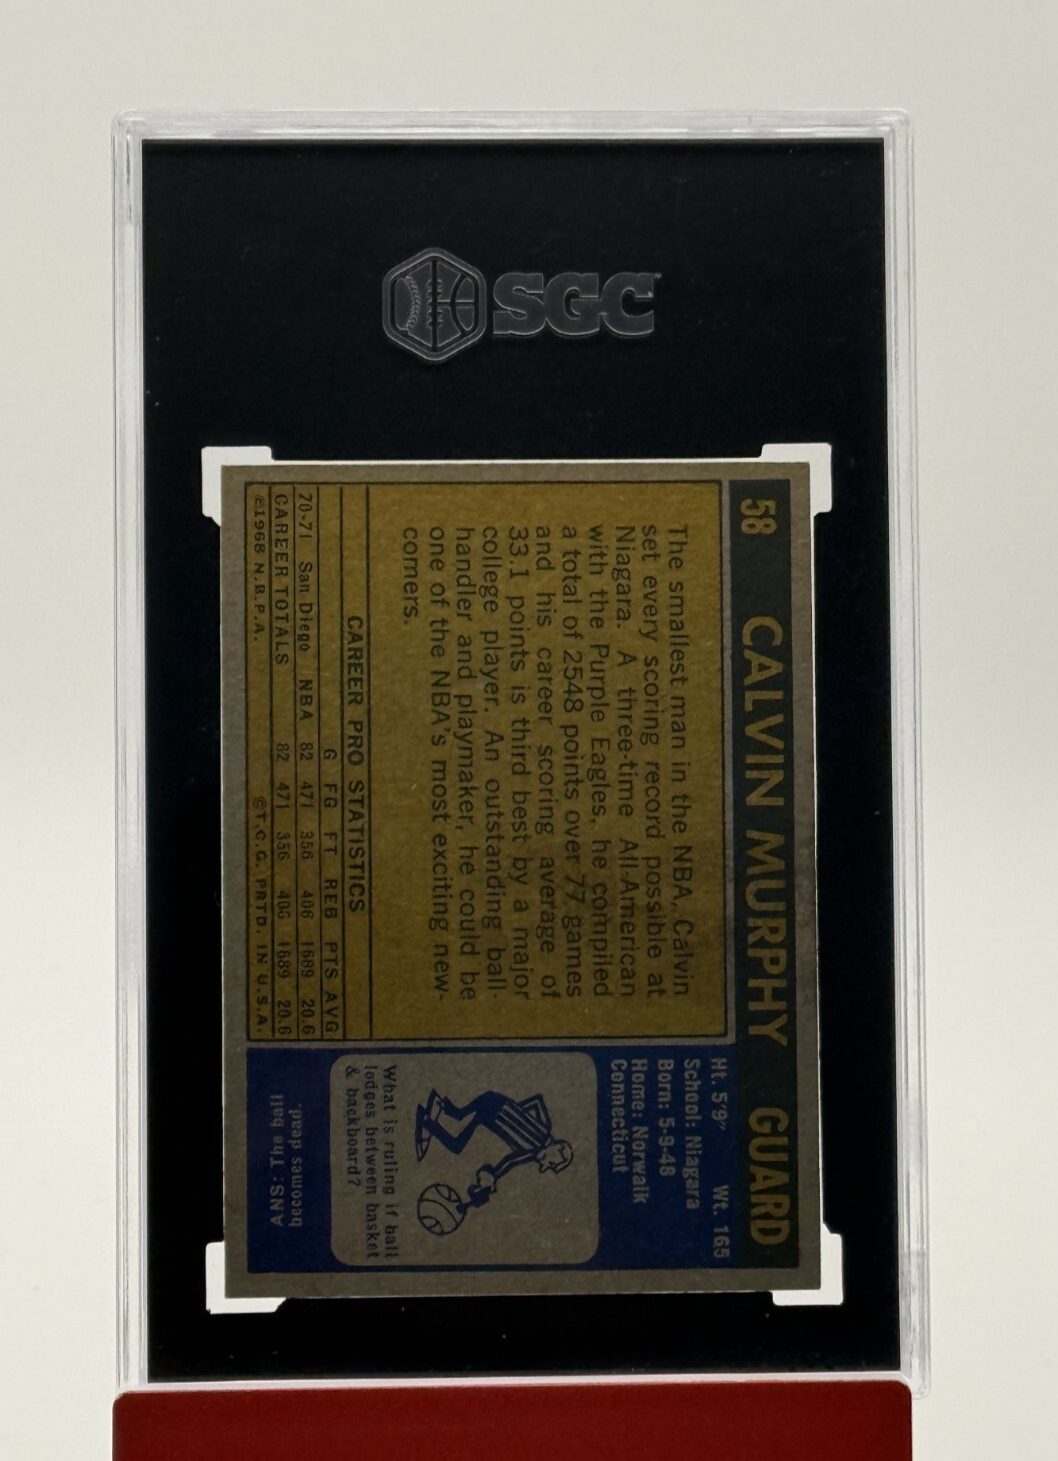 SGC
58 CALVIN MURPHY GUARD
The smallest man in the NBA, Calvin
set every scoring record possible at
Niagara. A three-time All-American
with the Purple Eagles, he compiled
a total of 2548 points over 77 games
and his career scoring average of
33.1 points is third best by a major
college player. An outstanding ball-
handler and playmaker, he could be
one of the NBA's most exciting new-
comers.
CAREER PRO STATISTICS
G FG FT REB PTS AVG
70-71 San Diego NBA 82 471 356 406 1689 20.6
CAREER TOTALS 82 471 356 406 1689 20.6
©1968 N.B.P.A. ©T.C.G. PRTD. IN U.S.A.
Ht. 5'9" Wt. 165
School: Niagara
Born: 5-9-48
Home: Norwalk
Connecticut
What is ruling if ball
lodges between basket
& backboard?
ANS: The ball
becomes dead.